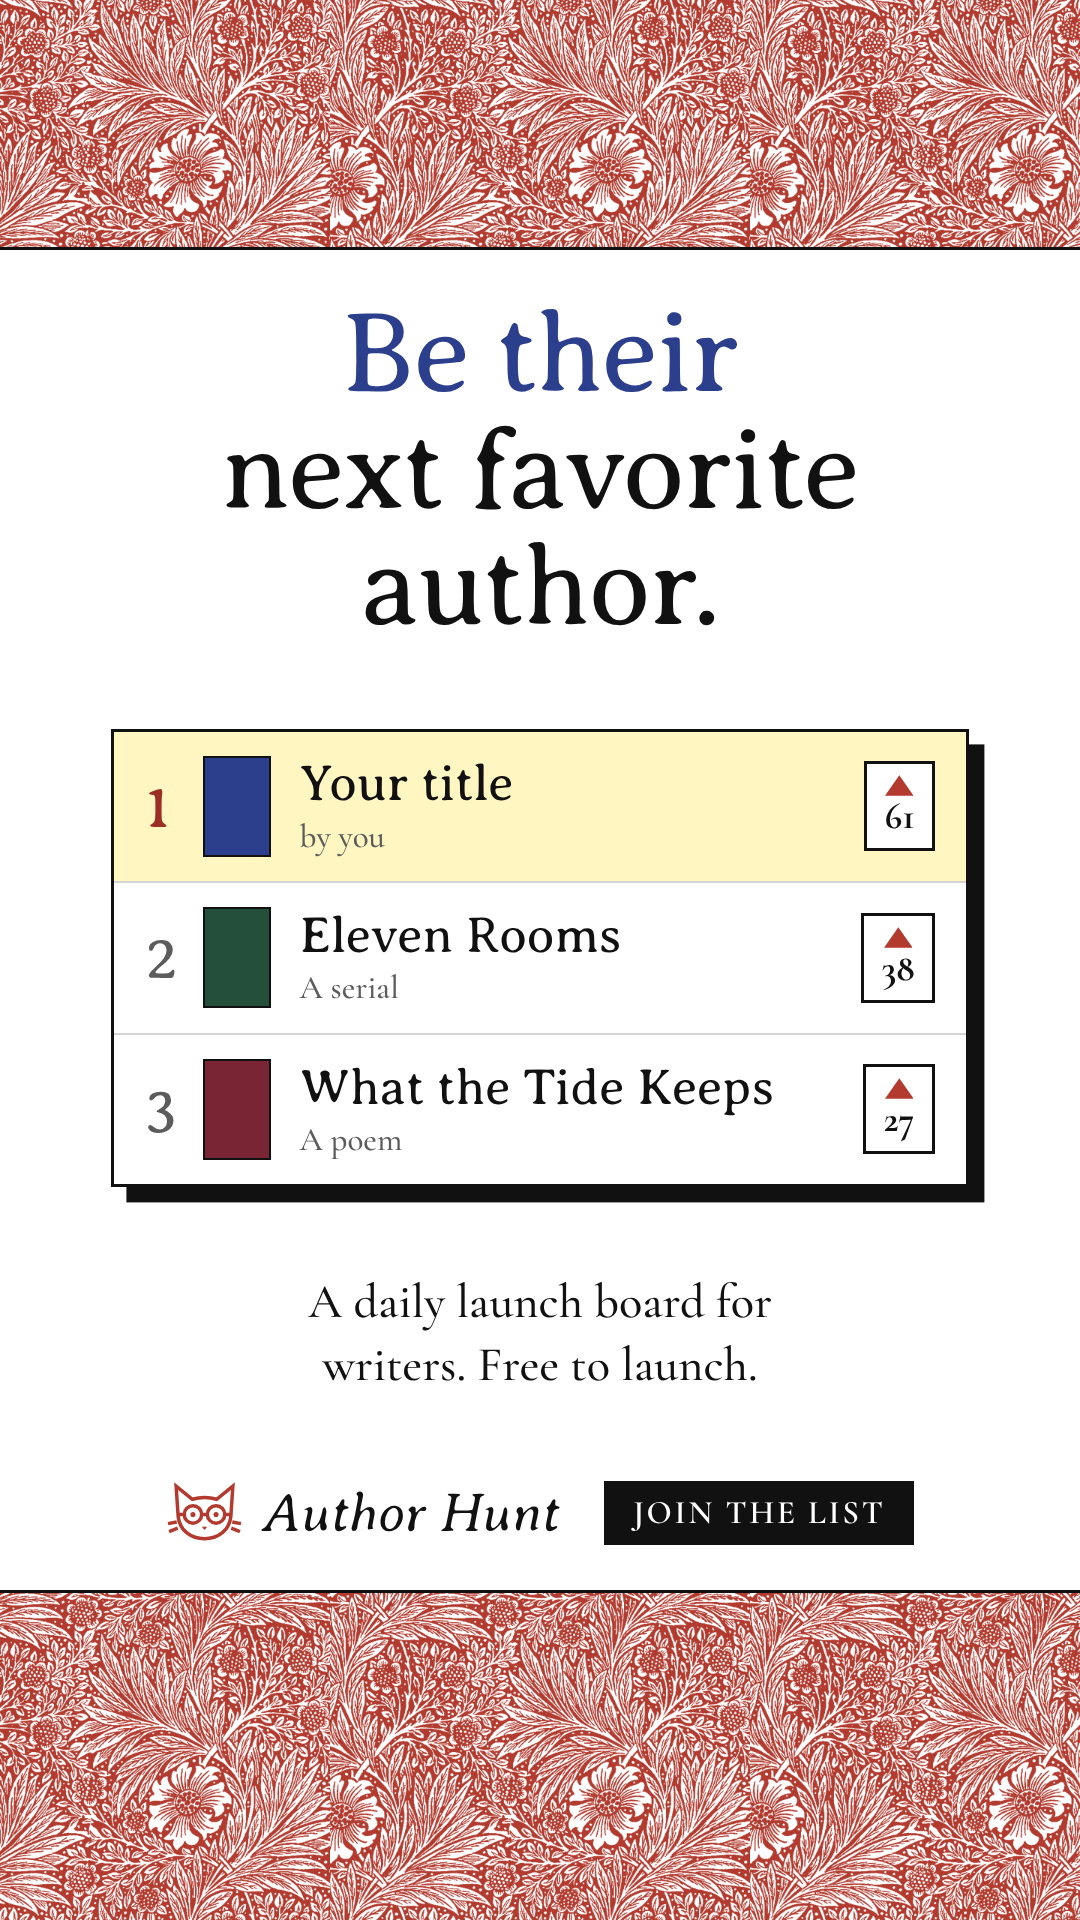 Be their
next favorite
author.
1
Your title
by you
61
2
Eleven Rooms
A serial
38
3
What the Tide Keeps
A poem
27
A daily launch board for
writers. Free to launch.
Author Hunt
JOIN THE LIST